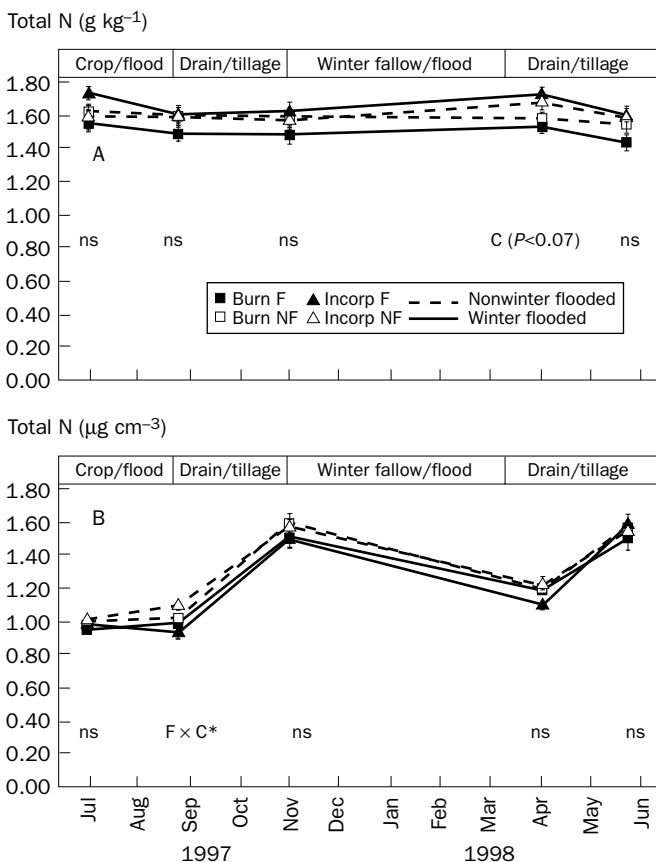 Total N (g kg–1)
Crop/flood Drain/tillage Winter fallow/flood Drain/tillage
1.80
1.60
1.40
A
1.20
1.00
0.80 ns ns ns C (P<0.07) ns
0.60
Burn F Incorp F Nonwinter flooded
Burn NF Incorp NF Winter flooded
0.40
0.20
0.00
Total N (µg cm–3)
Crop/flood Drain/tillage Winter fallow/flood Drain/tillage
1.80
B
1.60
1.40
1.20
1.00
0.80
0.60
0.40
ns F × C* ns ns ns
0.20
0.00
Jul Aug Sep Oct Nov Dec Jan Feb Mar Apr May Jun
1997 1998